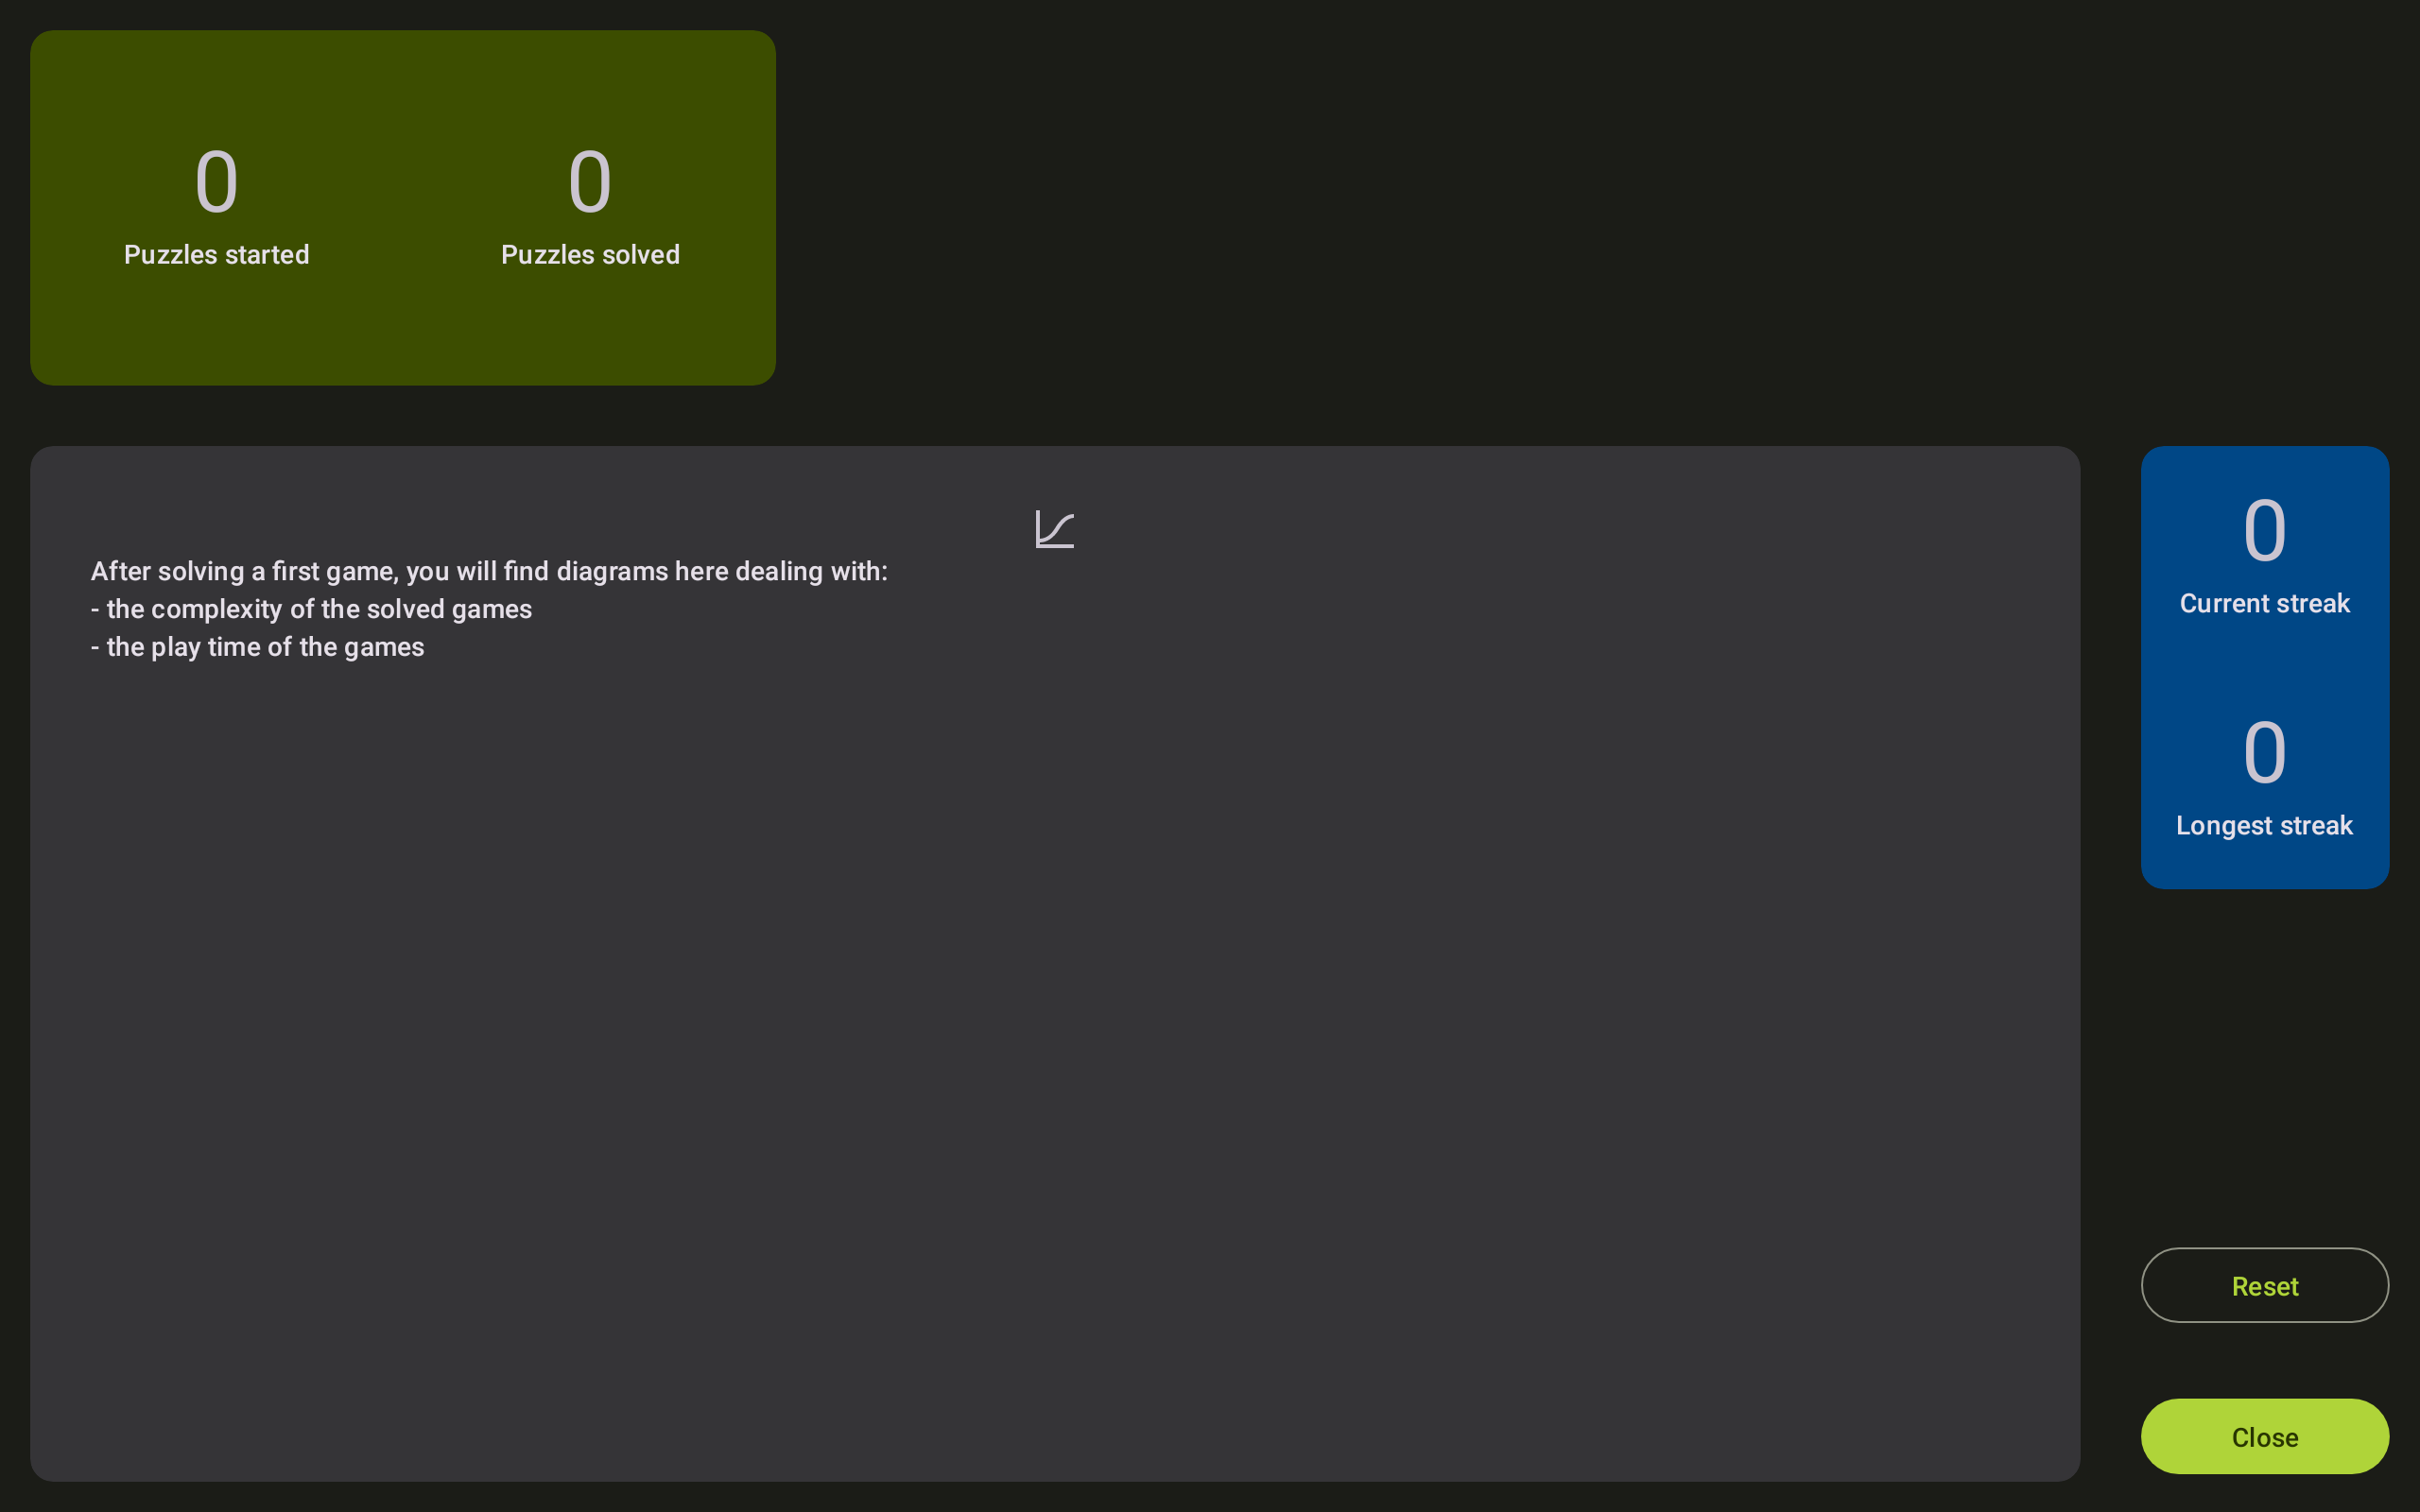 0
Puzzles started
0
Puzzles solved
After solving a first game, you will find diagrams here dealing with:
- the complexity of the solved games
- the play time of the games
0
Current streak
0
Longest streak
Reset
Close